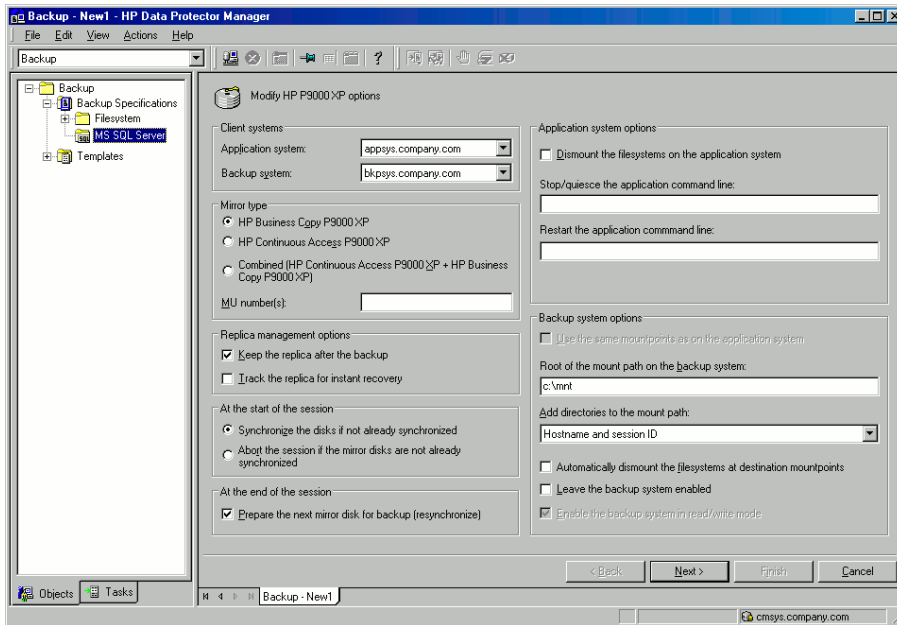 Backup - New1 - HP Data Protector Manager
File Edit View Actions Help
Backup
?
Backup
Backup Specifications
Filesystem
MS SQL Server
Templates
Modify HP P9000 XP options
Client systems
Application system:
appsys.company.com
Backup system:
bkpsys.company.com
Mirror type
HP Business Copy P9000 XP
HP Continuous Access P9000 XP
Combined (HP Continuous Access P9000 XP + HP Business
Copy P9000 XP)
MU number(s):
Replica management options
Keep the replica after the backup
Track the replica for instant recovery
At the start of the session
Synchronize the disks if not already synchronized
Abort the session if the mirror disks are not already
synchronized
At the end of the session
Prepare the next mirror disk for backup (resynchronize)
Application system options
Dismount the filesystems on the application system
Stop/quiesce the application command line:
Restart the application commmand line:
Backup system options
Use the same mountpoints as on the application system
Root of the mount path on the backup system:
c:\mnt
Add directories to the mount path:
Hostname and session ID
Automatically dismount the filesystems at destination mountpoints
Leave the backup system enabled
Enable the backup system in read/write mode
< Back Next > Finish Cancel
Objects Tasks
Backup - New1
cmsys.company.com